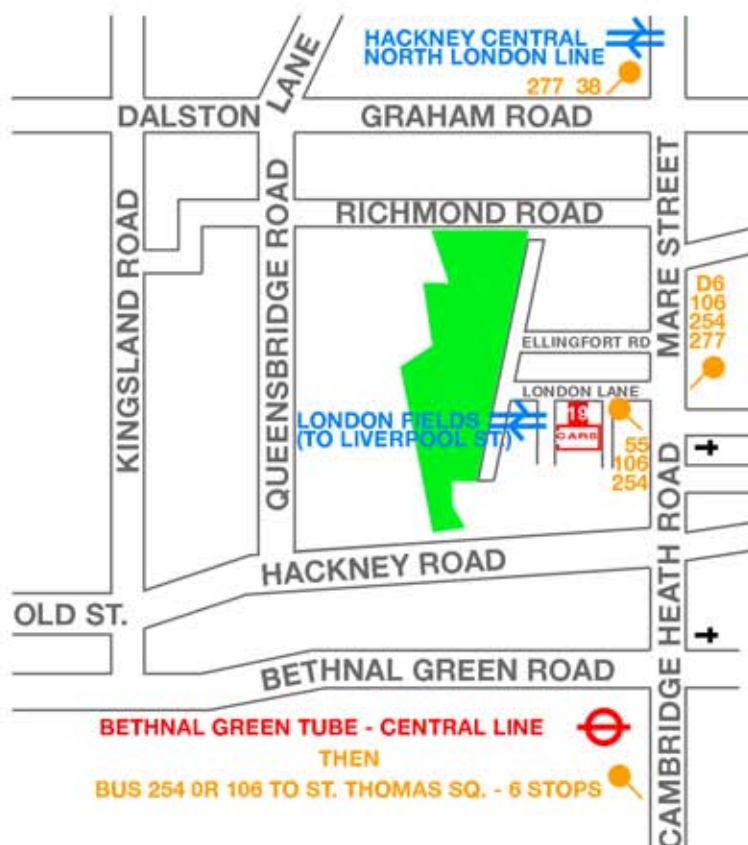 HACKNEY CENTRAL
NORTH LONDON LINE
277 38
LANE
DALSTON
GRAHAM ROAD
RICHMOND ROAD
KINGSLAND ROAD
QUEENSBRIDGE ROAD
MARE STREET
D6
106
254
277
ELLINGFORT RD
LONDON LANE
19
CARS
LONDON FIELDS
(TO LIVERPOOL ST.)
55
106
254
HACKNEY ROAD
CAMBRIDGE HEATH ROAD
OLD ST.
BETHNAL GREEN ROAD
BETHNAL GREEN TUBE - CENTRAL LINE
THEN
BUS 254 0R 106 TO ST. THOMAS SQ. - 6 STOPS